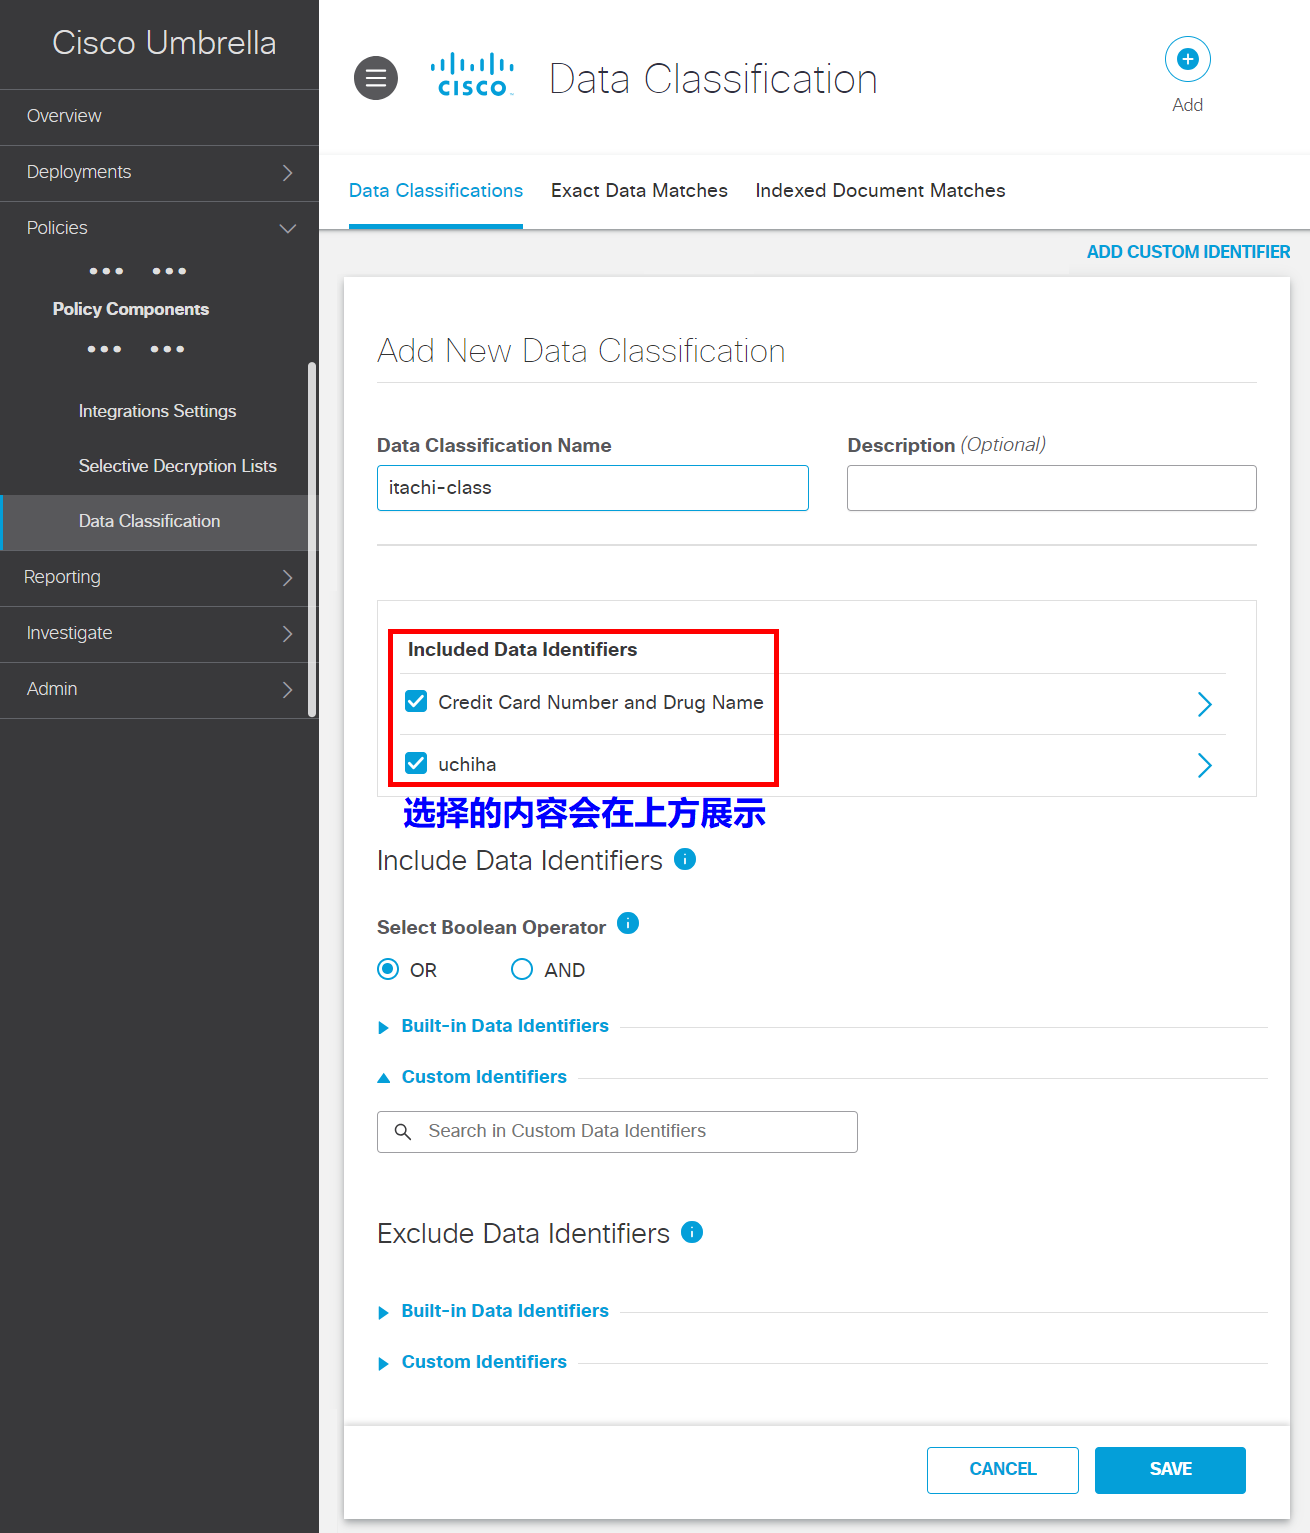 Cisco Umbrella
Overview
Deployments
Policies
Policy Components
Integrations Settings
Selective Decryption Lists
Data Classification
Reporting
Investigate
Admin
CISCO
Data Classification
Add
Data Classifications
Exact Data Matches
Indexed Document Matches
ADD CUSTOM IDENTIFIER
Add New Data Classification
Data Classification Name
Description (Optional)
itachi-class
Included Data Identifiers
Credit Card Number and Drug Name
uchiha
选择的内容会在上方展示
Include Data Identifiers
Select Boolean Operator
OR
AND
Built-in Data Identifiers
Custom Identifiers
Search in Custom Data Identifiers
Exclude Data Identifiers
Built-in Data Identifiers
Custom Identifiers
CANCEL
SAVE